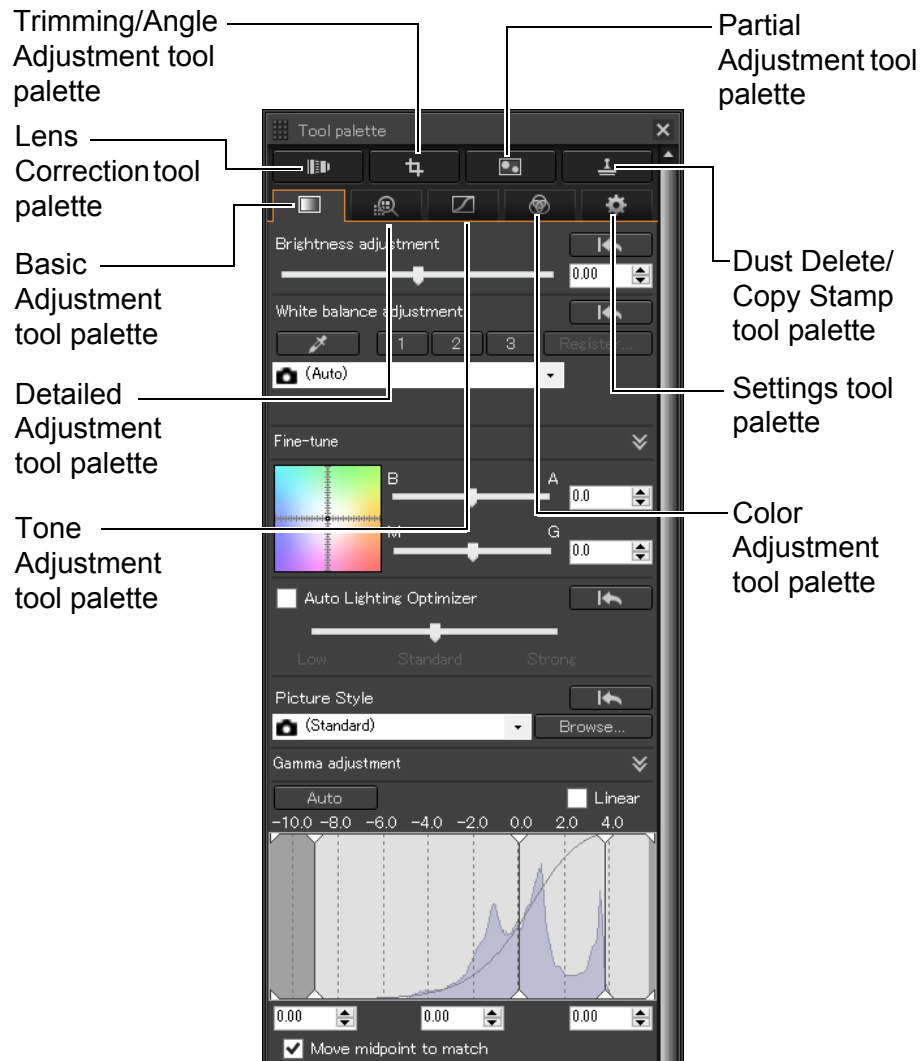 Trimming/Angle
Adjustment tool
palette
Partial
Adjustment tool
palette
Lens
Correction tool
palette
Basic
Adjustment
tool palette
Detailed
Adjustment
tool palette
Tone
Adjustment
tool palette
Dust Delete/
Copy Stamp
tool palette
Settings tool
palette
Color
Adjustment
tool palette
Tool palette
Brightness adjustment
0.00
White balance adjustment
1 2 3 Register...
(Auto)
Fine-tune
B A 0.0
M G 0.0
Auto Lighting Optimizer
Low Standard Strong
Picture Style
(Standard) Browse...
Gamma adjustment
Auto Linear
-10.0 -8.0 -6.0 -4.0 -2.0 0.0 2.0 4.0
0.00 0.00 0.00
Move midpoint to match